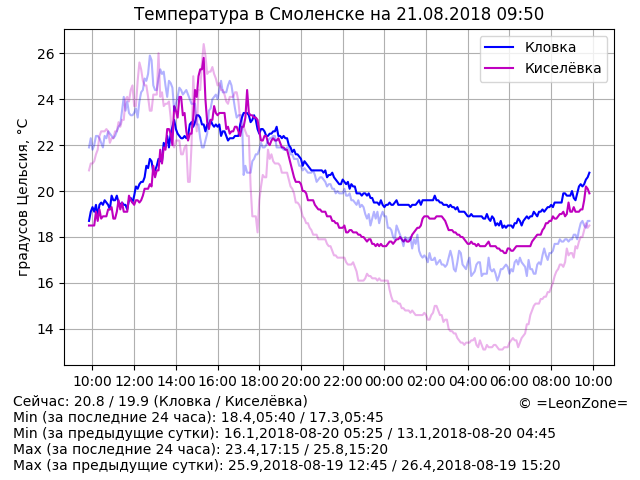 Температура в Смоленске на 21.08.2018 09:50
Кловка
Киселёвка
градусов Цельсия, °C
26
24
22
20
18
16
14
10:00 12:00 14:00 16:00 18:00 20:00 22:00 00:00 02:00 04:00 06:00 08:00 10:00
Сейчас: 20.8 / 19.9 (Кловка / Киселёвка)
© =LeonZone=
Min (за последние 24 часа): 18.4,05:40 / 17.3,05:45
Min (за предыдущие сутки): 16.1,2018-08-20 05:25 / 13.1,2018-08-20 04:45
Max (за последние 24 часа): 23.4,17:15 / 25.8,15:20
Max (за предыдущие сутки): 25.9,2018-08-19 12:45 / 26.4,2018-08-19 15:20